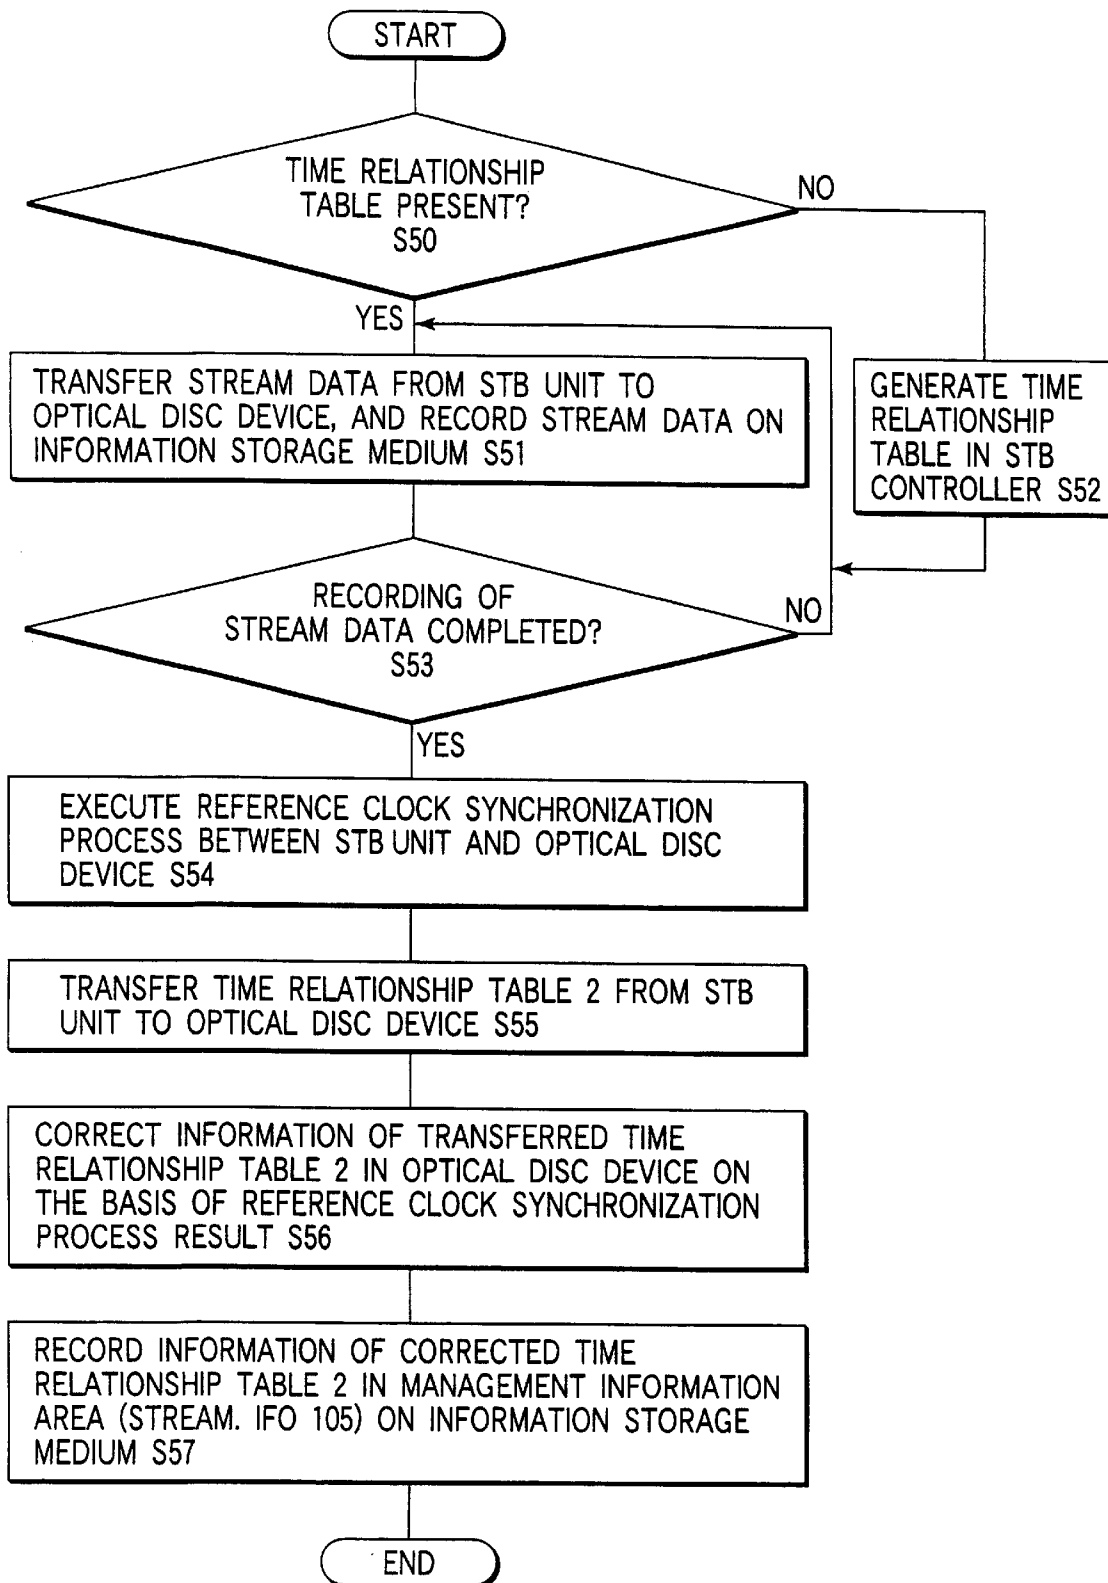 START
TIME RELATIONSHIP
TABLE PRESENT?
S50
NO
YES
TRANSFER STREAM DATA FROM STB UNIT TO
OPTICAL DISC DEVICE, AND RECORD STREAM DATA ON
INFORMATION STORAGE MEDIUM S51
GENERATE TIME
RELATIONSHIP
TABLE IN STB
CONTROLLER S52
RECORDING OF
STREAM DATA COMPLETED?
S53
NO
YES
EXECUTE REFERENCE CLOCK SYNCHRONIZATION
PROCESS BETWEEN STB UNIT AND OPTICAL DISC
DEVICE S54
TRANSFER TIME RELATIONSHIP TABLE 2 FROM STB
UNIT TO OPTICAL DISC DEVICE S55
CORRECT INFORMATION OF TRANSFERRED TIME
RELATIONSHIP TABLE 2 IN OPTICAL DISC DEVICE ON
THE BASIS OF REFERENCE CLOCK SYNCHRONIZATION
PROCESS RESULT S56
RECORD INFORMATION OF CORRECTED TIME
RELATIONSHIP TABLE 2 IN MANAGEMENT INFORMATION
AREA (STREAM. IFO 105) ON INFORMATION STORAGE
MEDIUM S57
END